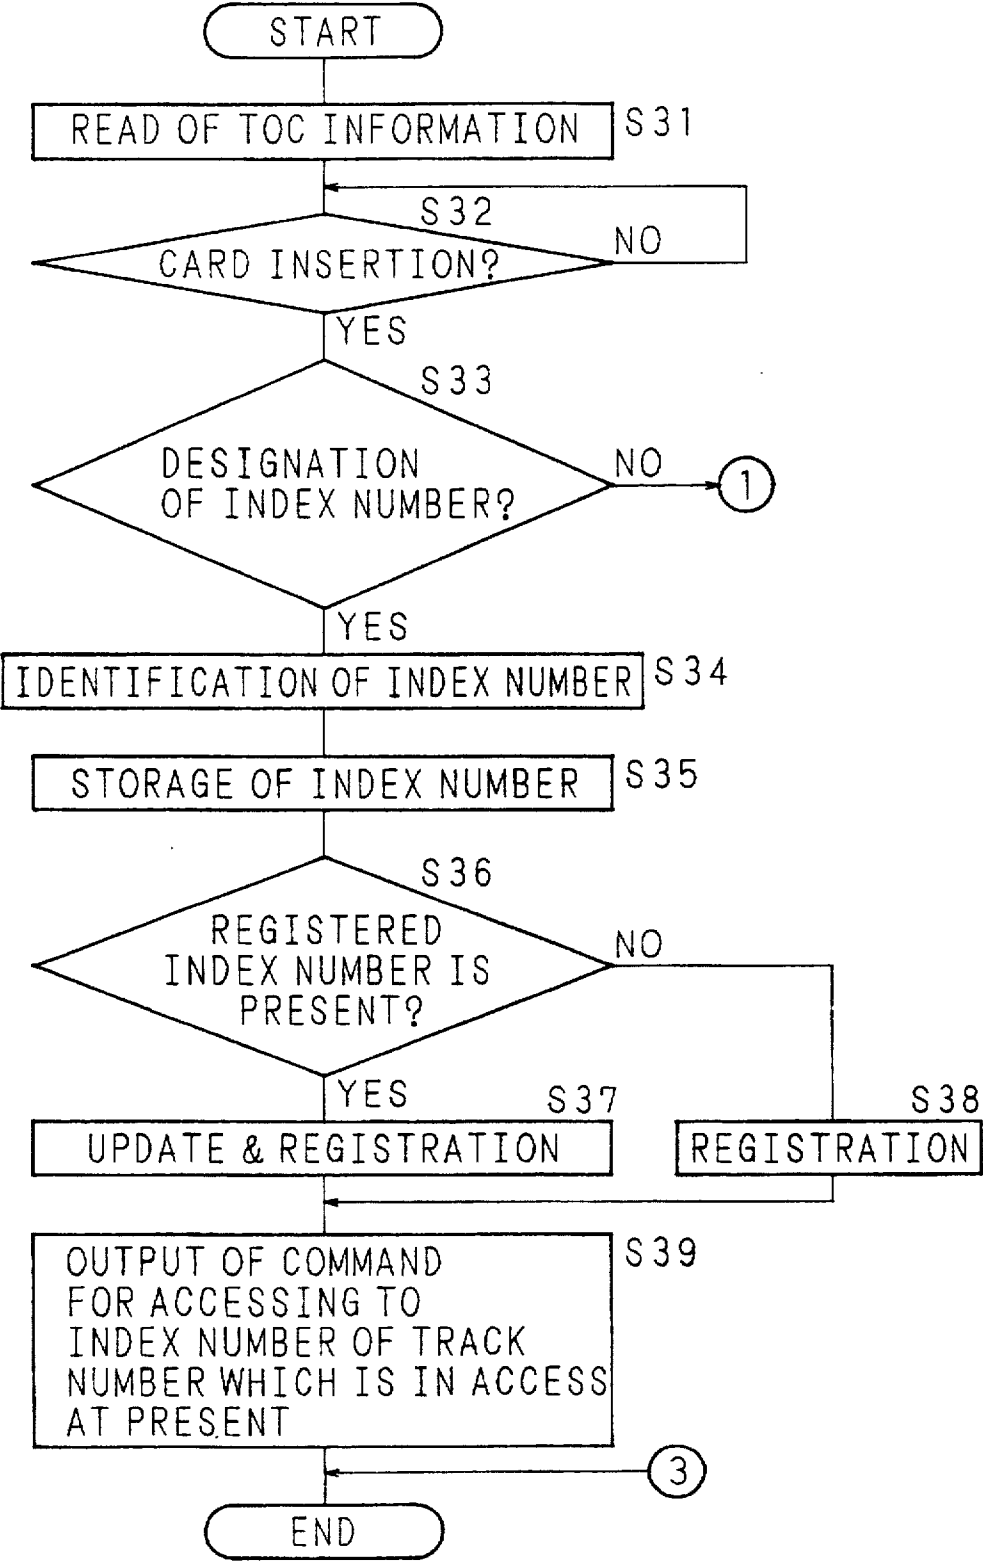 START
READ OF TOC INFORMATION
S31
S32
CARD INSERTION?
NO
YES
S33
DESIGNATION
OF INDEX NUMBER?
NO
1
YES
IDENTIFICATION OF INDEX NUMBER
S34
STORAGE OF INDEX NUMBER
S35
S36
REGISTERED
INDEX NUMBER IS
PRESENT?
NO
YES
S37
S38
UPDATE & REGISTRATION
REGISTRATION
OUTPUT OF COMMAND
FOR ACCESSING TO
INDEX NUMBER OF TRACK
NUMBER WHICH IS IN ACCESS
AT PRESENT
S39
3
END